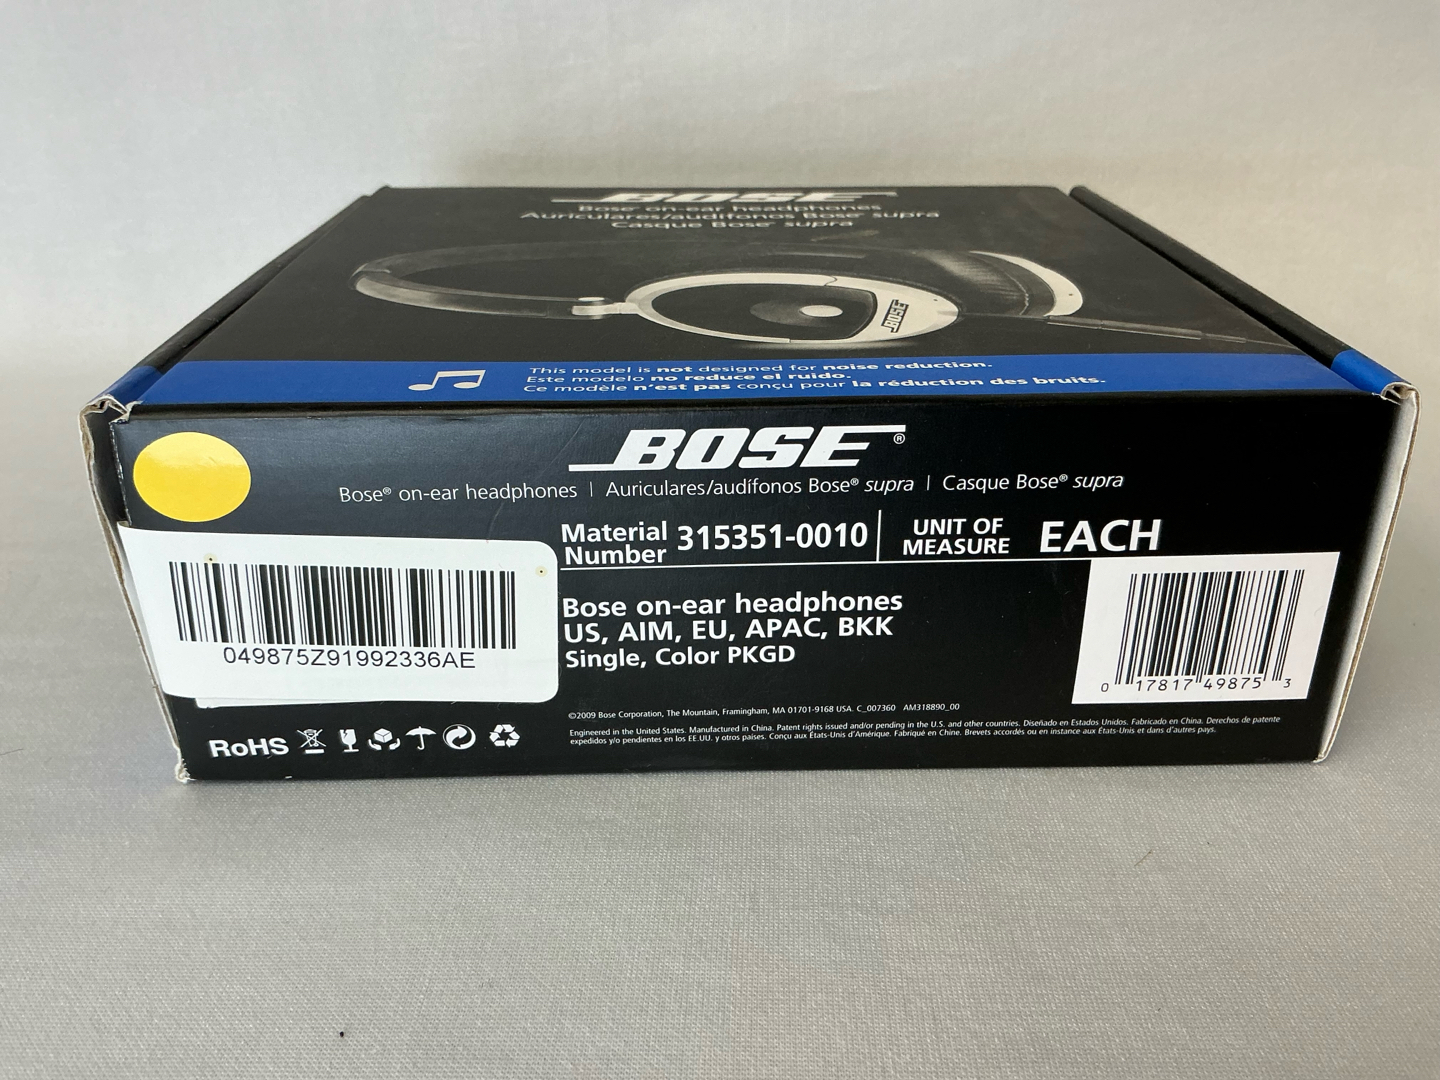 BOSE
Bose® on-ear headphones
Auriculares/audífonos Bose® supra
Casque Bose® supra
BOSE
This model is not designed for noise reduction.
Este modelo no reduce el ruido.
Ce modèle n'est pas conçu pour la réduction des bruits.
BOSE®
Bose® on-ear headphones | Auriculares/audífonos Bose® supra | Casque Bose® supra
Material Number 315351-0010 | UNIT OF MEASURE EACH
049875Z91992336AE
Bose on-ear headphones
US, AIM, EU, APAC, BKK
Single, Color PKGD
0 17817 49875 3
©2009 Bose Corporation, The Mountain, Framingham, MA 01701-9168 USA. C_007360 AM318890_00
Engineered in the United States. Manufactured in China. Patent rights issued and/or pending in the U.S. and other countries. Diseñado en Estados Unidos. Fabricado en China. Derechos de patente
expedidos y/o pendientes en los EE.UU. y otros países. Conçu aux États-Unis d'Amérique. Fabriqué en Chine. Brevets accordés ou en instance aux États-Unis et dans d'autres pays.
RoHS